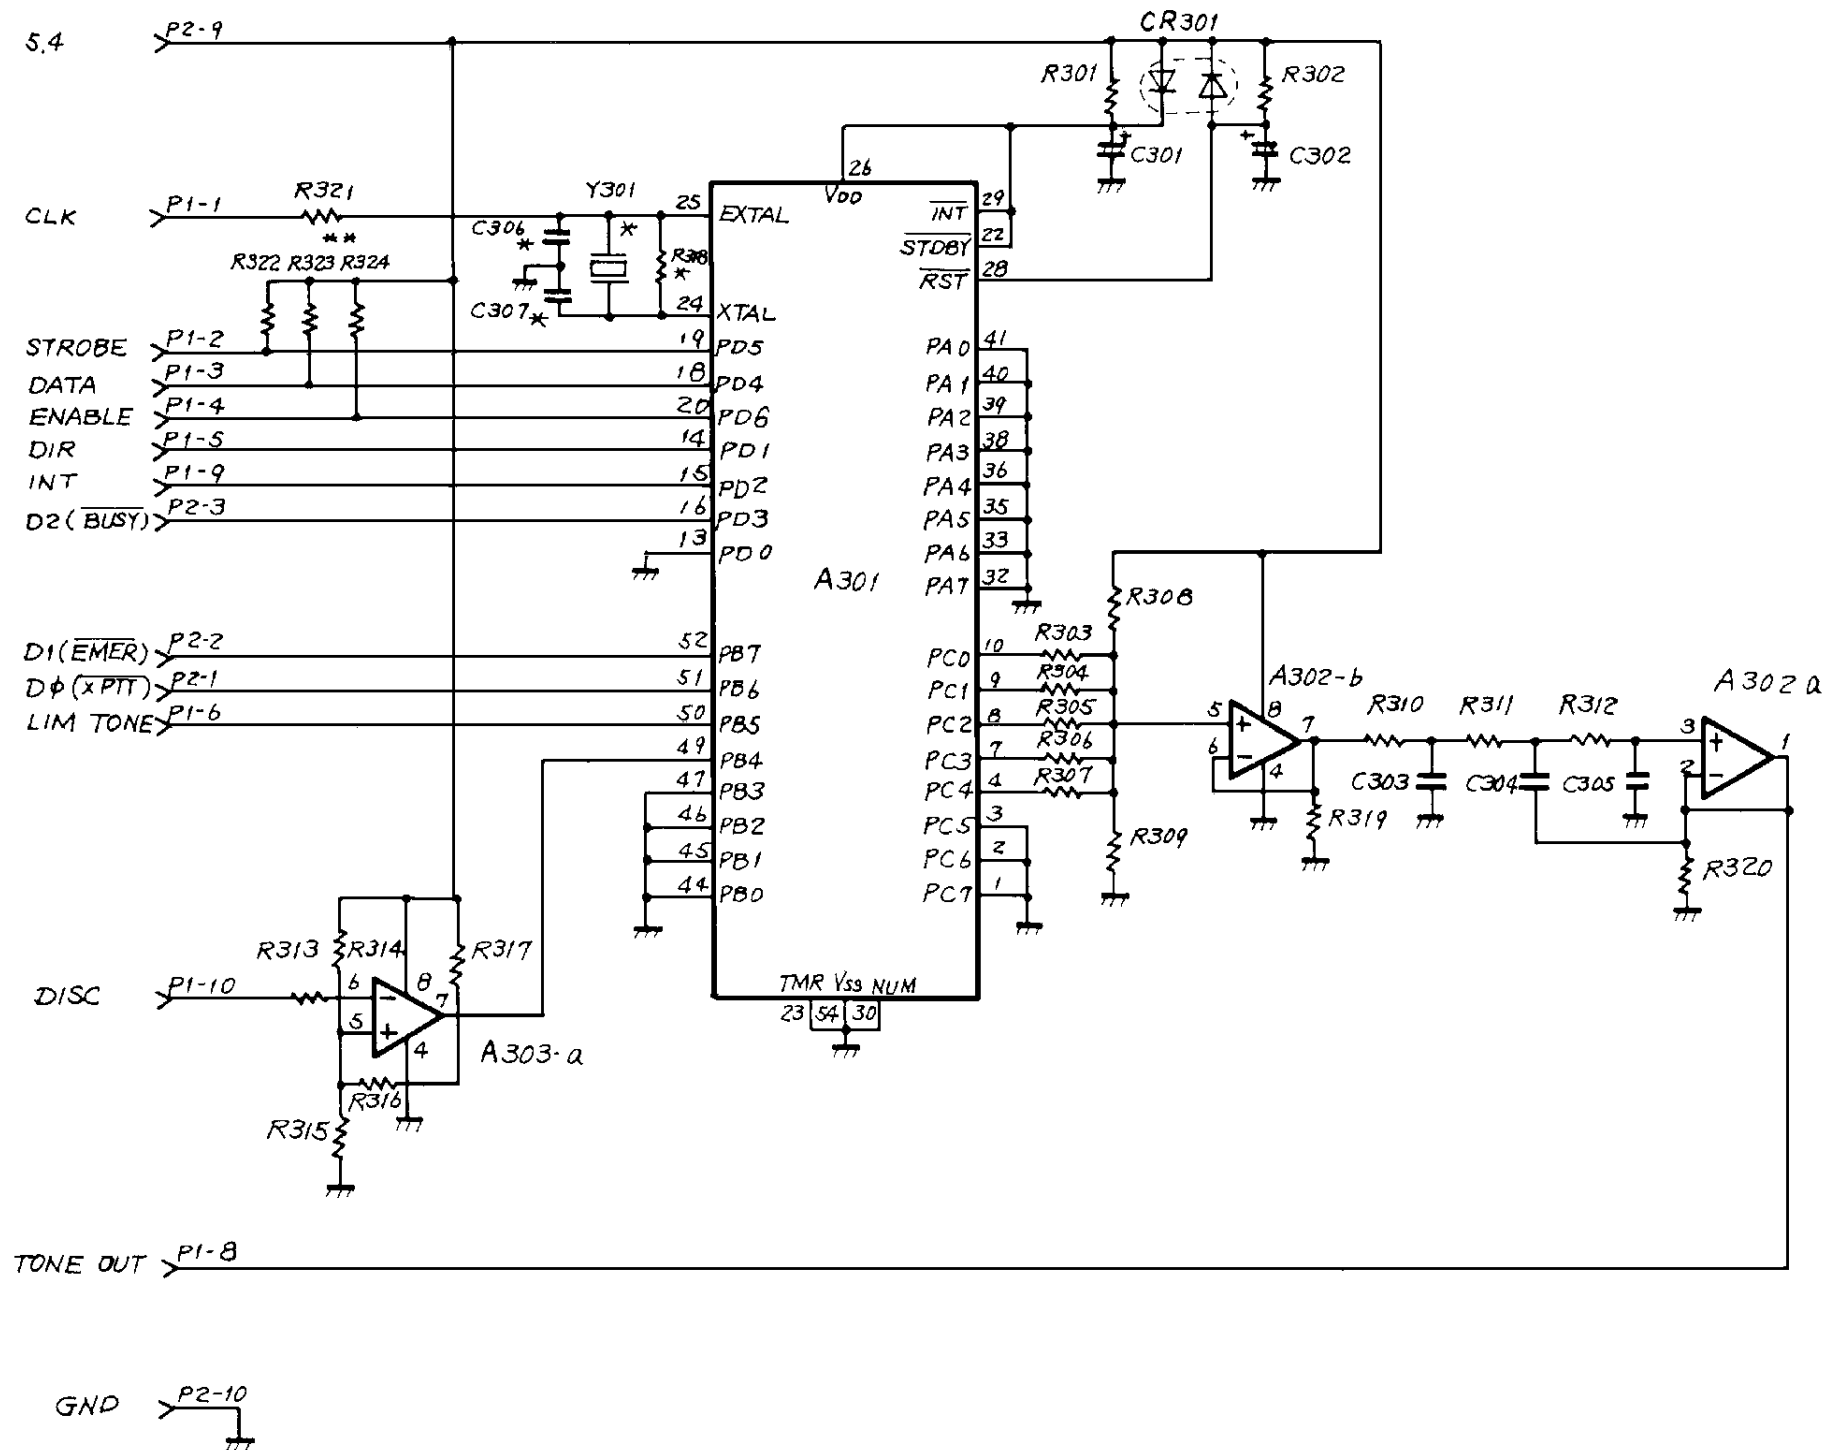 5.4 P2-9
CR301
R301
R302
C301
C302
CLK P1-1
R321
**
Y301
C306
*
*
C307
*
*
R322 R323 R324
STROBE P1-2
DATA P1-3
ENABLE P1-4
DIR P1-5
INT P1-9
D2(BUSY) P2-3
D1(EMER) P2-2
Dϕ(XPTT) P2-1
LIM TONE P1-6
26
VDD
25 EXTAL
24 XTAL
19 PD5
18 PD4
20 PD6
14 PD1
15 PD2
16 PD3
13 PD0
A301
52 PB7
51 PB6
50 PB5
49 PB4
47 PB3
46 PB2
45 PB1
44 PB0
INT 29
STDBY 22
RST 28
PA0 41
PA1 40
PA2 39
PA3 38
PA4 36
PA5 35
PA6 33
PA7 32
PC0 10
PC1 9
PC2 8
PC3 7
PC4 4
PC5 3
PC6 2
PC7 1
TMR VSS NUM
23 54 30
R308
R303
R304
R305
R306
R307
R309
A302-b
5 + 8 7
6 - 4
R319
R310 R311 R312
C303 C304 C305
A302a
3 + 1
2 -
R320
R313 R314 R317
DISC P1-10
6 - 8 7
5 + 4
A303-a
R316
R315
TONE OUT P1-8
GND P2-10